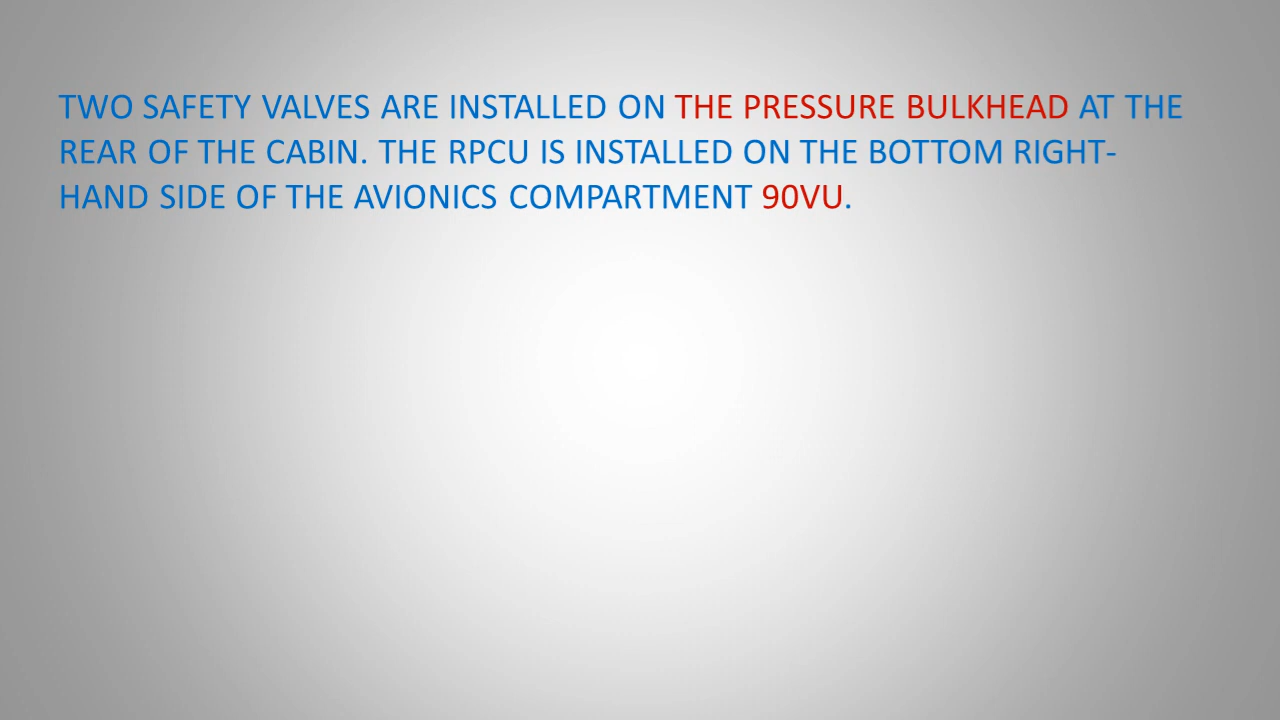 TWO SAFETY VALVES ARE INSTALLED ON THE PRESSURE BULKHEAD AT THE
REAR OF THE CABIN. THE RPCU IS INSTALLED ON THE BOTTOM RIGHT-
HAND SIDE OF THE AVIONICS COMPARTMENT 90VU.